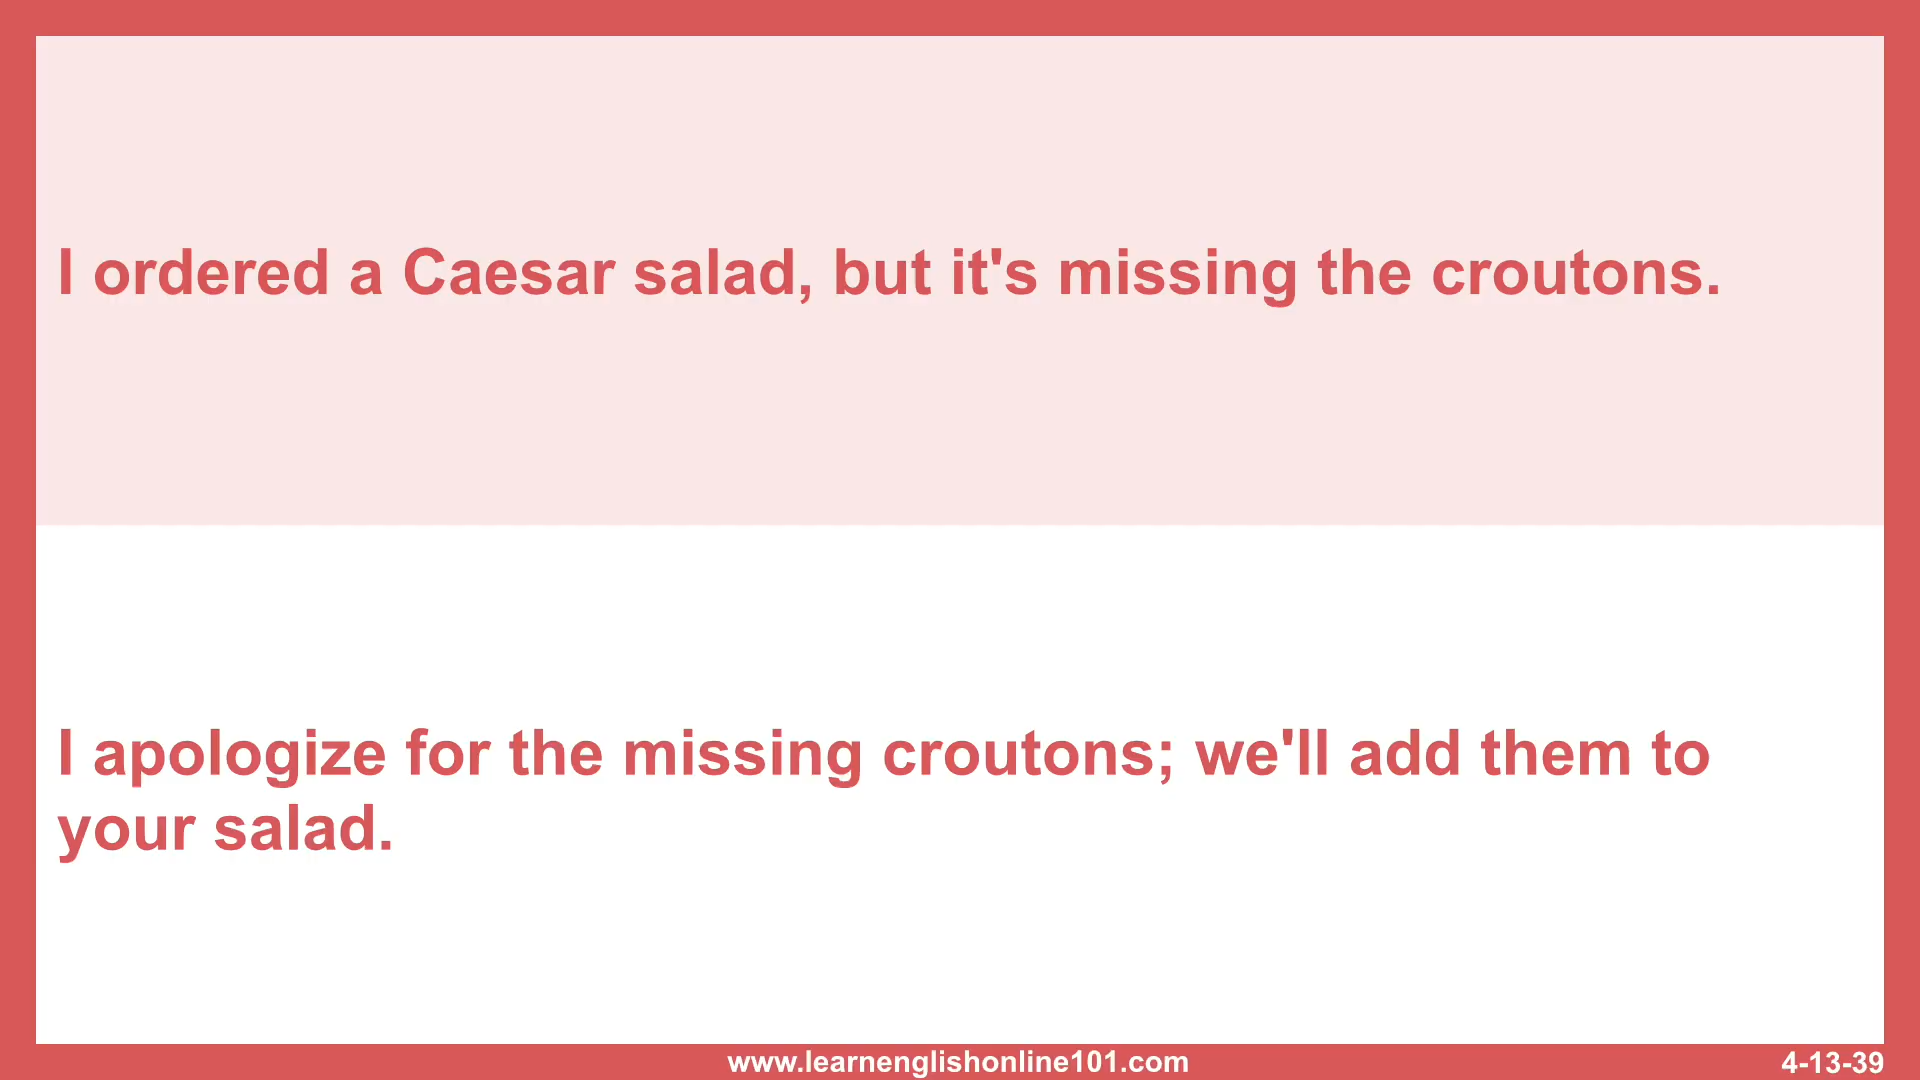 I ordered a Caesar salad, but it's missing the croutons.
I apologize for the missing croutons; we'll add them to
your salad.
www.learnenglishonline101.com
4-13-39